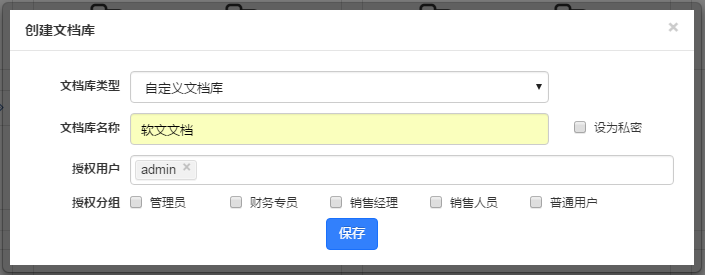 创建文档库 ×
文档库类型 自定义文档库
文档库名称 软文文档 设为私密
授权用户 admin ×
授权分组 管理员 财务专员 销售经理 销售人员 普通用户
保存